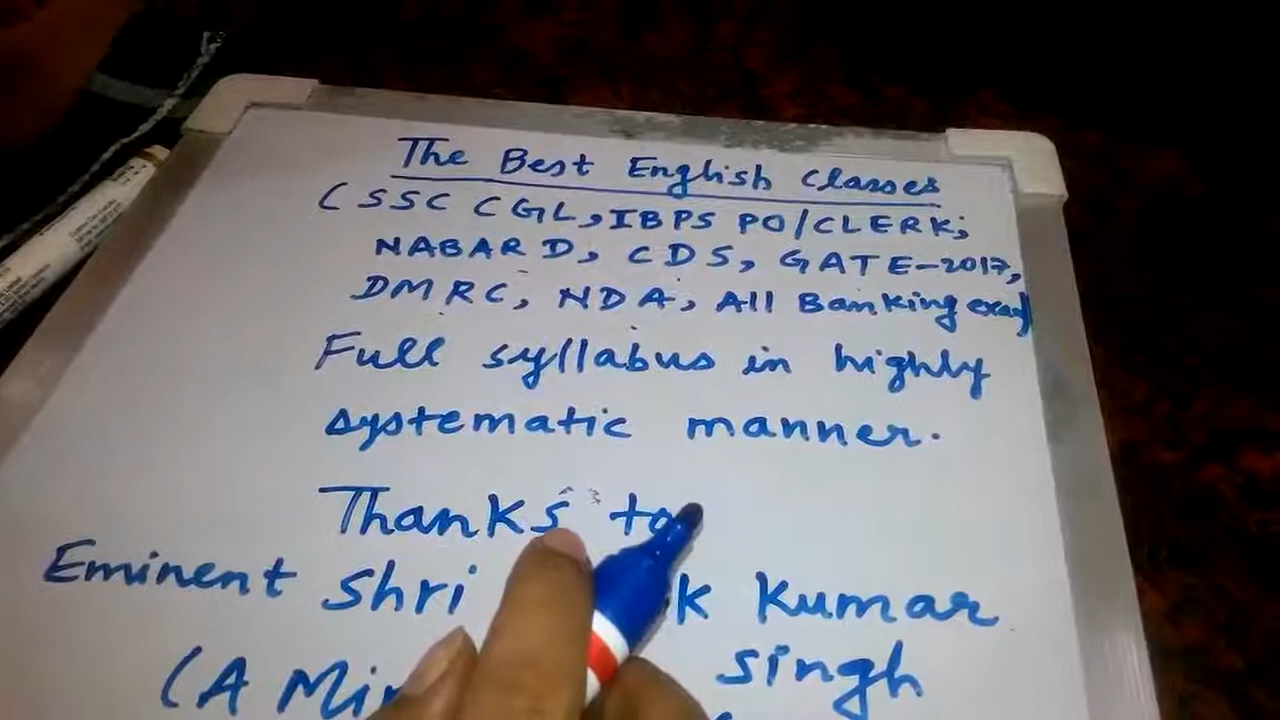 The Best English Classes
(SSC CGL, IBPS PO/CLERK,
NABARD, CDS, GATE-2017,
DMRC, NDA, All Banking exam)
Full syllabus in highly
systematic manner.
Thanks to
Eminent Shri Kumar
Singh
(A